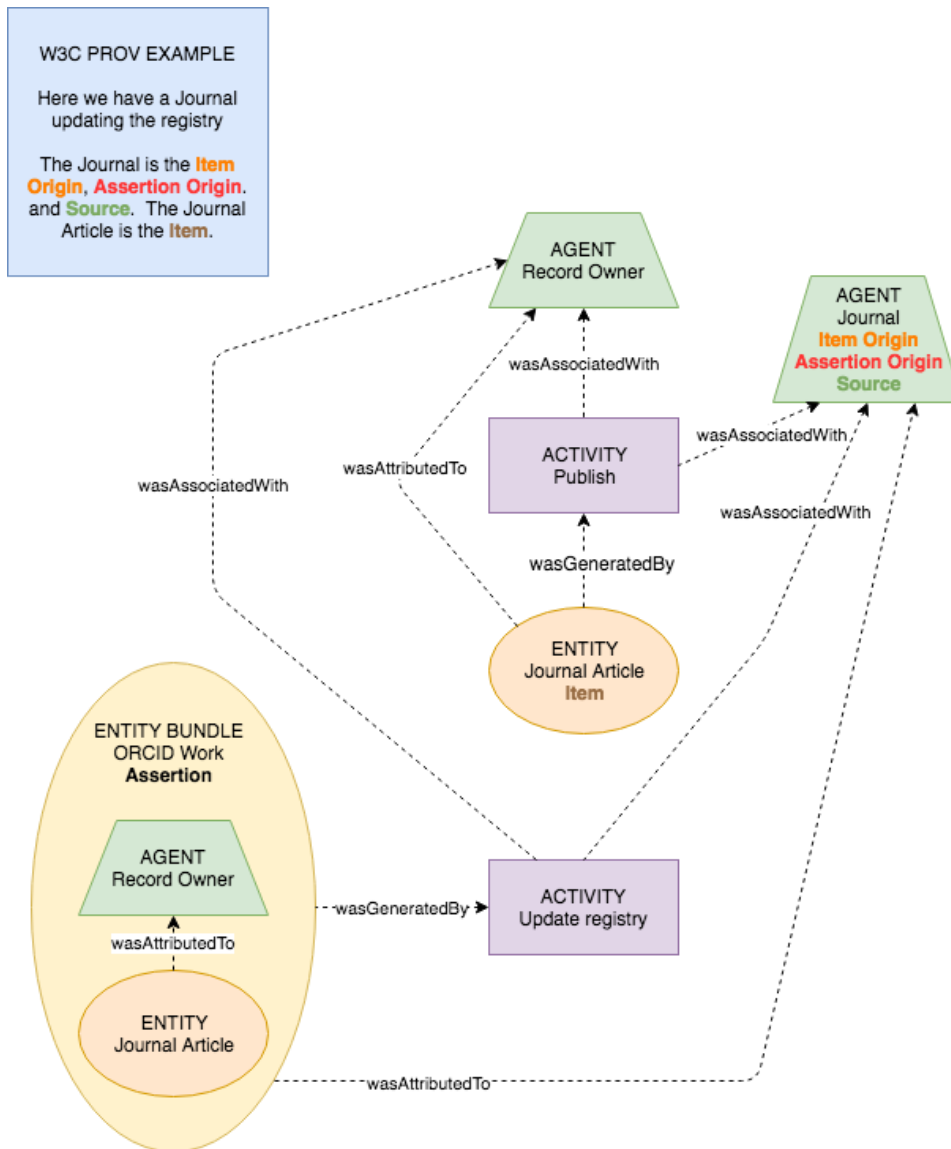 W3C PROV EXAMPLE
Here we have a Journal
updating the registry
The Journal is the Item
Origin, Assertion Origin.
and Source. The Journal
Article is the Item.
AGENT
Record Owner
AGENT
Journal
Item Origin
Assertion Origin
Source
wasAssociatedWith
wasAssociatedWith
ACTIVITY
Publish
wasAttributedTo
wasAssociatedWith
wasAssociatedWith
wasGeneratedBy
ENTITY
Journal Article
Item
ENTITY BUNDLE
ORCID Work
Assertion
AGENT
Record Owner
wasAttributedTo
ENTITY
Journal Article
wasGeneratedBy
ACTIVITY
Update registry
wasAttributedTo